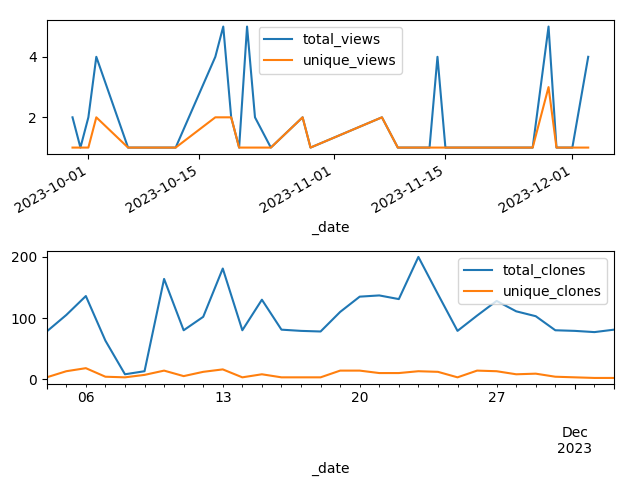 4
2
total_views
unique_views
2023-10-01
2023-10-15
2023-11-01
2023-11-15
2023-12-01
_date
200
100
0
total_clones
unique_clones
06
13
20
27
Dec
2023
_date